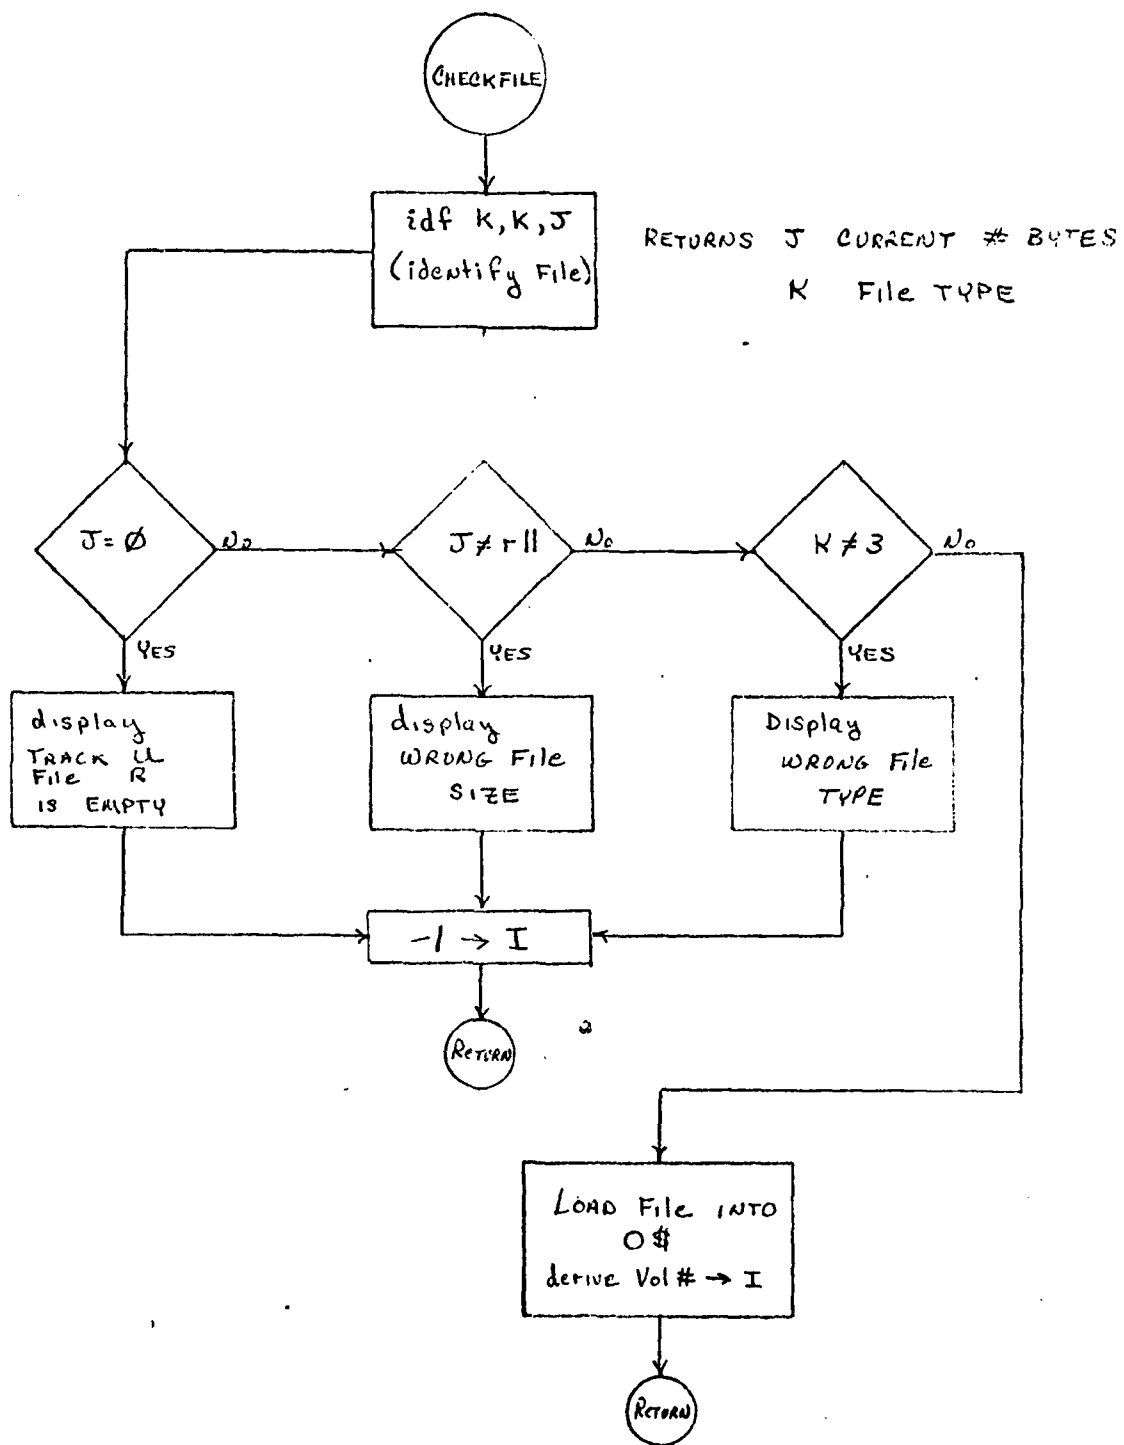 CHECKFILE
idf K, K, J
(identify File)
RETURNS J CURRENT # BYTES
K File TYPE
J = Ø
No
J ≠ r11
No
K ≠ 3
No
YES
YES
YES
display
TRACK U
File R
IS EMPTY
display
WRONG File
SIZE
Display
WRONG File
TYPE
-1 → I
RETURN
LOAD File INTO
O$
derive Vol # → I
RETURN